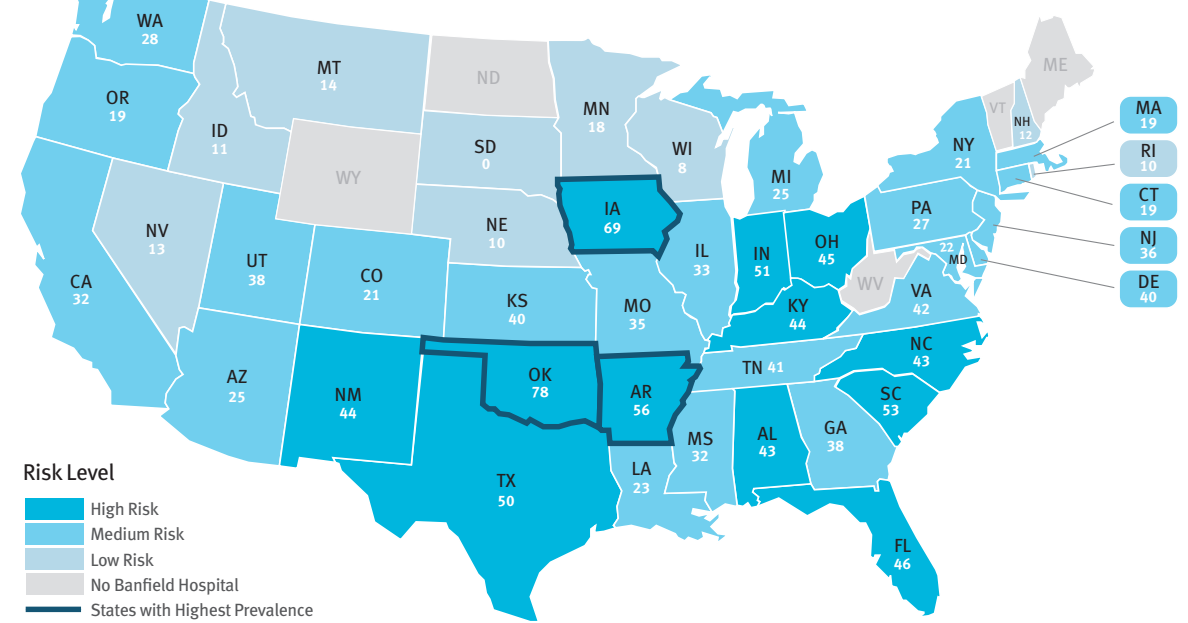 WA
28
MT
14
ND
ME
OR
19
MN
18
VT
NH
12
MA
19
ID
11
SD
0
WI
8
NY
21
RI
10
WY
MI
25
CT
19
IA
69
PA
27
NE
10
NV
13
OH
45
NJ
36
UT
38
IL
33
IN
51
22
MD
CO
21
CA
32
WV
DE
40
VA
42
KS
40
MO
35
KY
44
NC
43
TN 41
AZ
25
OK
78
NM
44
AR
56
SC
53
GA
38
MS
32
AL
43
LA
23
TX
50
FL
46
Risk Level
High Risk
Medium Risk
Low Risk
No Banfield Hospital
States with Highest Prevalence